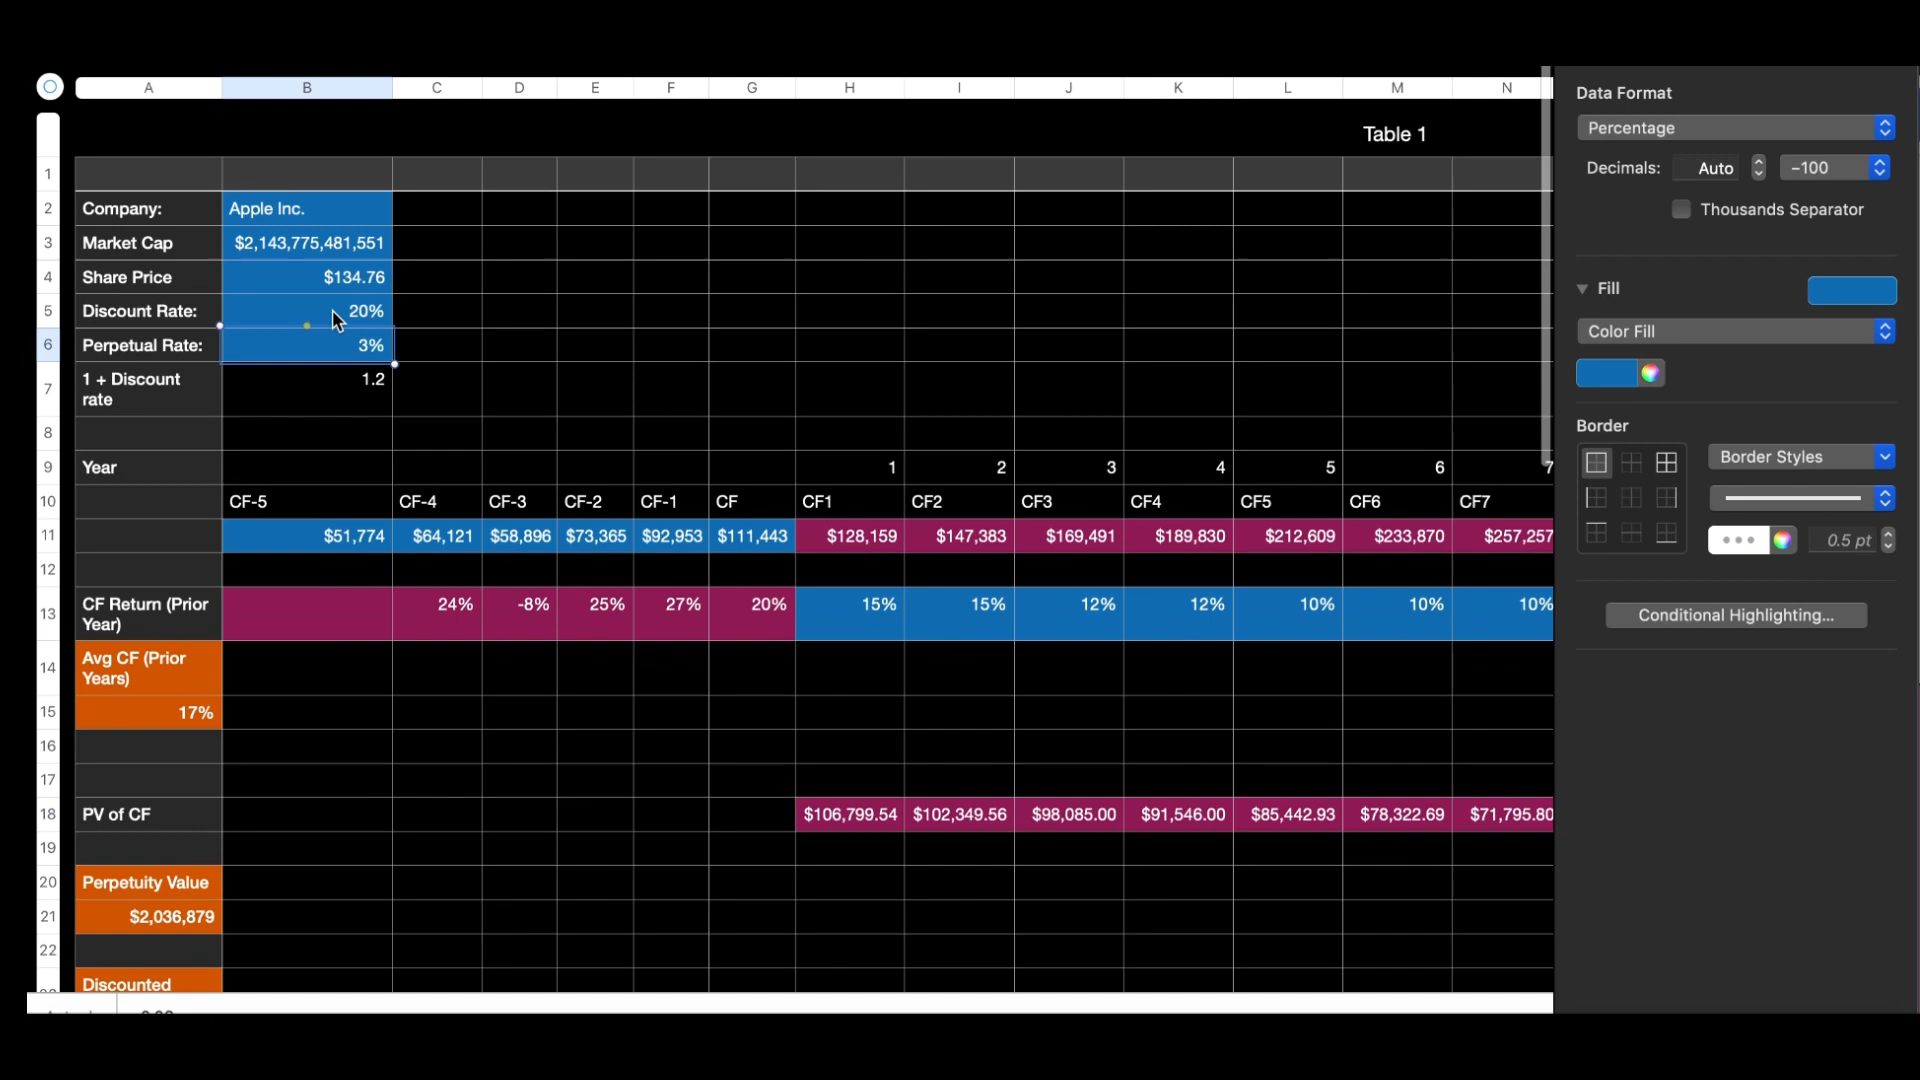 A B C D E F G H I J K L M N
Table 1
1
2 Company: Apple Inc.
3 Market Cap $2,143,775,481,551
4 Share Price $134.76
5 Discount Rate: 20%
6 Perpetual Rate: 3%
7 1 + Discount 1.2
rate
8
9 Year 1 2 3 4 5 6 7
10 CF-5 CF-4 CF-3 CF-2 CF-1 CF CF1 CF2 CF3 CF4 CF5 CF6 CF7
11 $51,774 $64,121 $58,896 $73,365 $92,953 $111,443 $128,159 $147,383 $169,491 $189,830 $212,609 $233,870 $257,257
12
13 CF Return (Prior 24% -8% 25% 27% 20% 15% 15% 12% 12% 10% 10% 10%
Year)
14 Avg CF (Prior
Years)
15 17%
16
17
18 PV of CF $106,799.54 $102,349.56 $98,085.00 $91,546.00 $85,442.93 $78,322.69 $71,795.80
19
20 Perpetuity Value
21 $2,036,879
22
Discounted
Data Format
Percentage
Decimals: Auto -100
Thousands Separator
Fill
Color Fill
Border
Border Styles
0.5 pt
Conditional Highlighting...